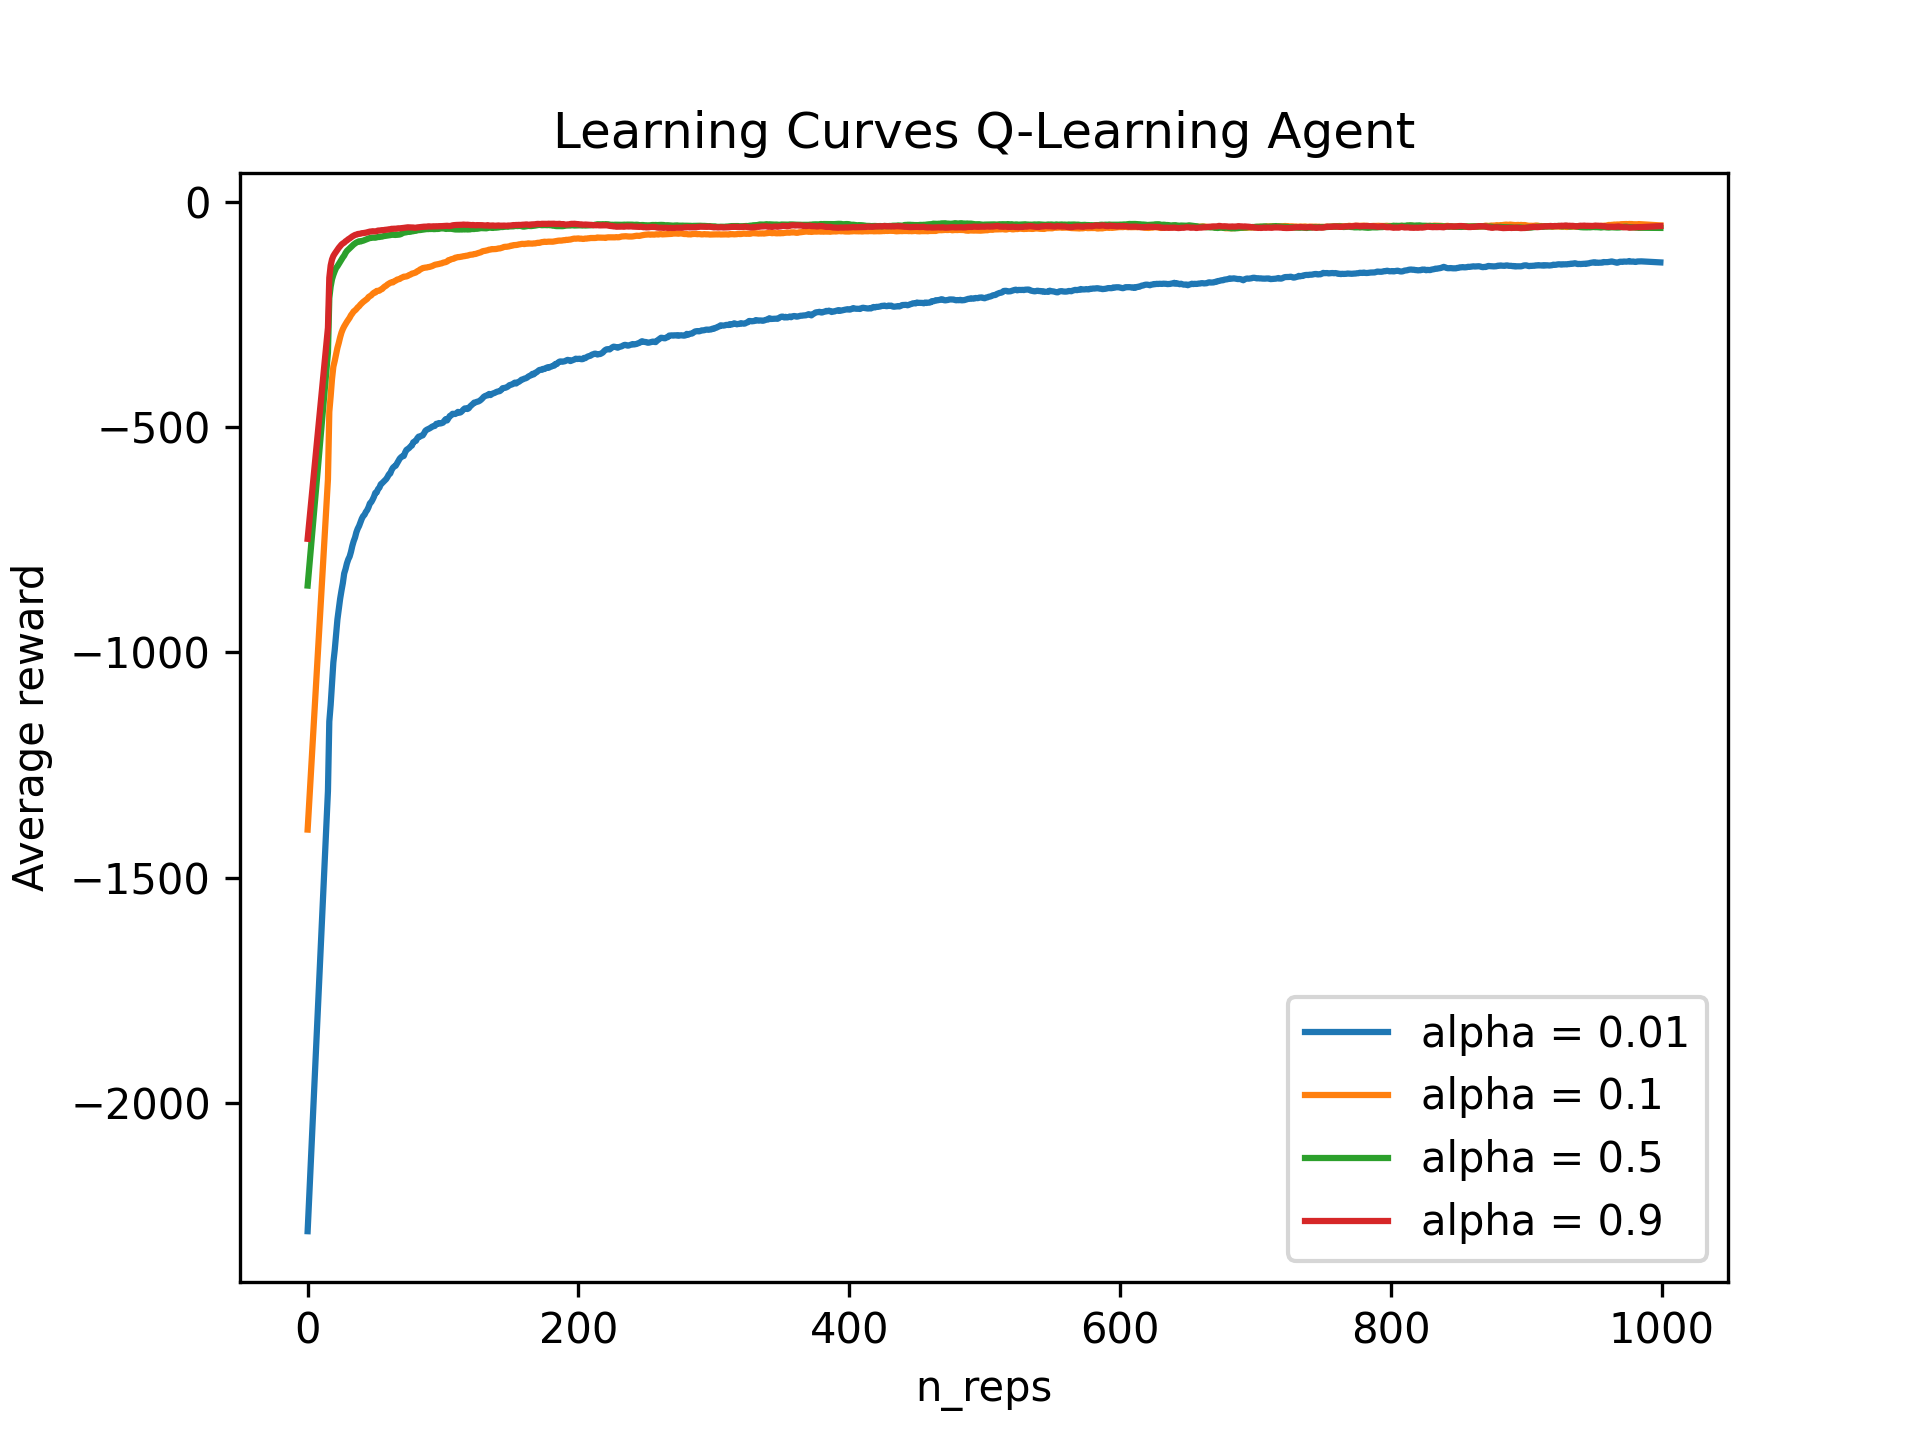 Learning Curves Q-Learning Agent
0
−500
−1000
−1500
−2000
Average reward
0 200 400 600 800 1000
n_reps
alpha = 0.01
alpha = 0.1
alpha = 0.5
alpha = 0.9